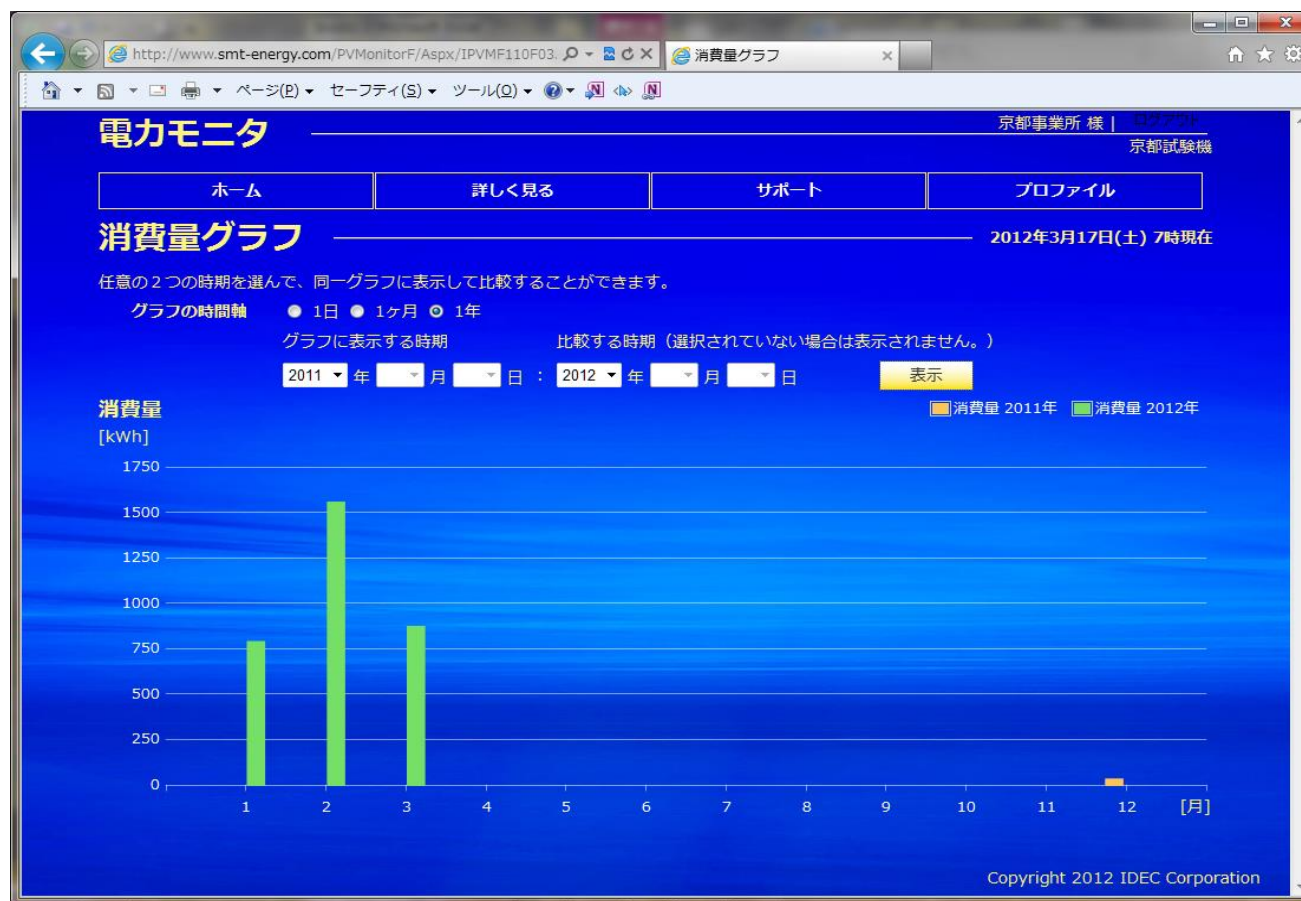 http://www.smt-energy.com/PVMonitorF/Aspx/IPVMF110F03.
消費量グラフ
ページ(P)
セーフティ(S)
ツール(O)
電力モニタ
京都事業所 様 |
ログアウト
京都試験機
ホーム
詳しく見る
サポート
プロファイル
消費量グラフ
2012年3月17日(土) 7時現在
任意の２つの時期を選んで、同一グラフに表示して比較することができます。
グラフの時間軸 1日 1ヶ月 1年
グラフに表示する時期 比較する時期（選択されていない場合は表示されません。）
2011 年 月 日 : 2012 年 月 日 表示
消費量
消費量 2011年 消費量 2012年
[kWh]
1750
1500
1250
1000
750
500
250
0
1 2 3 4 5 6 7 8 9 10 11 12 [月]
Copyright 2012 IDEC Corporation